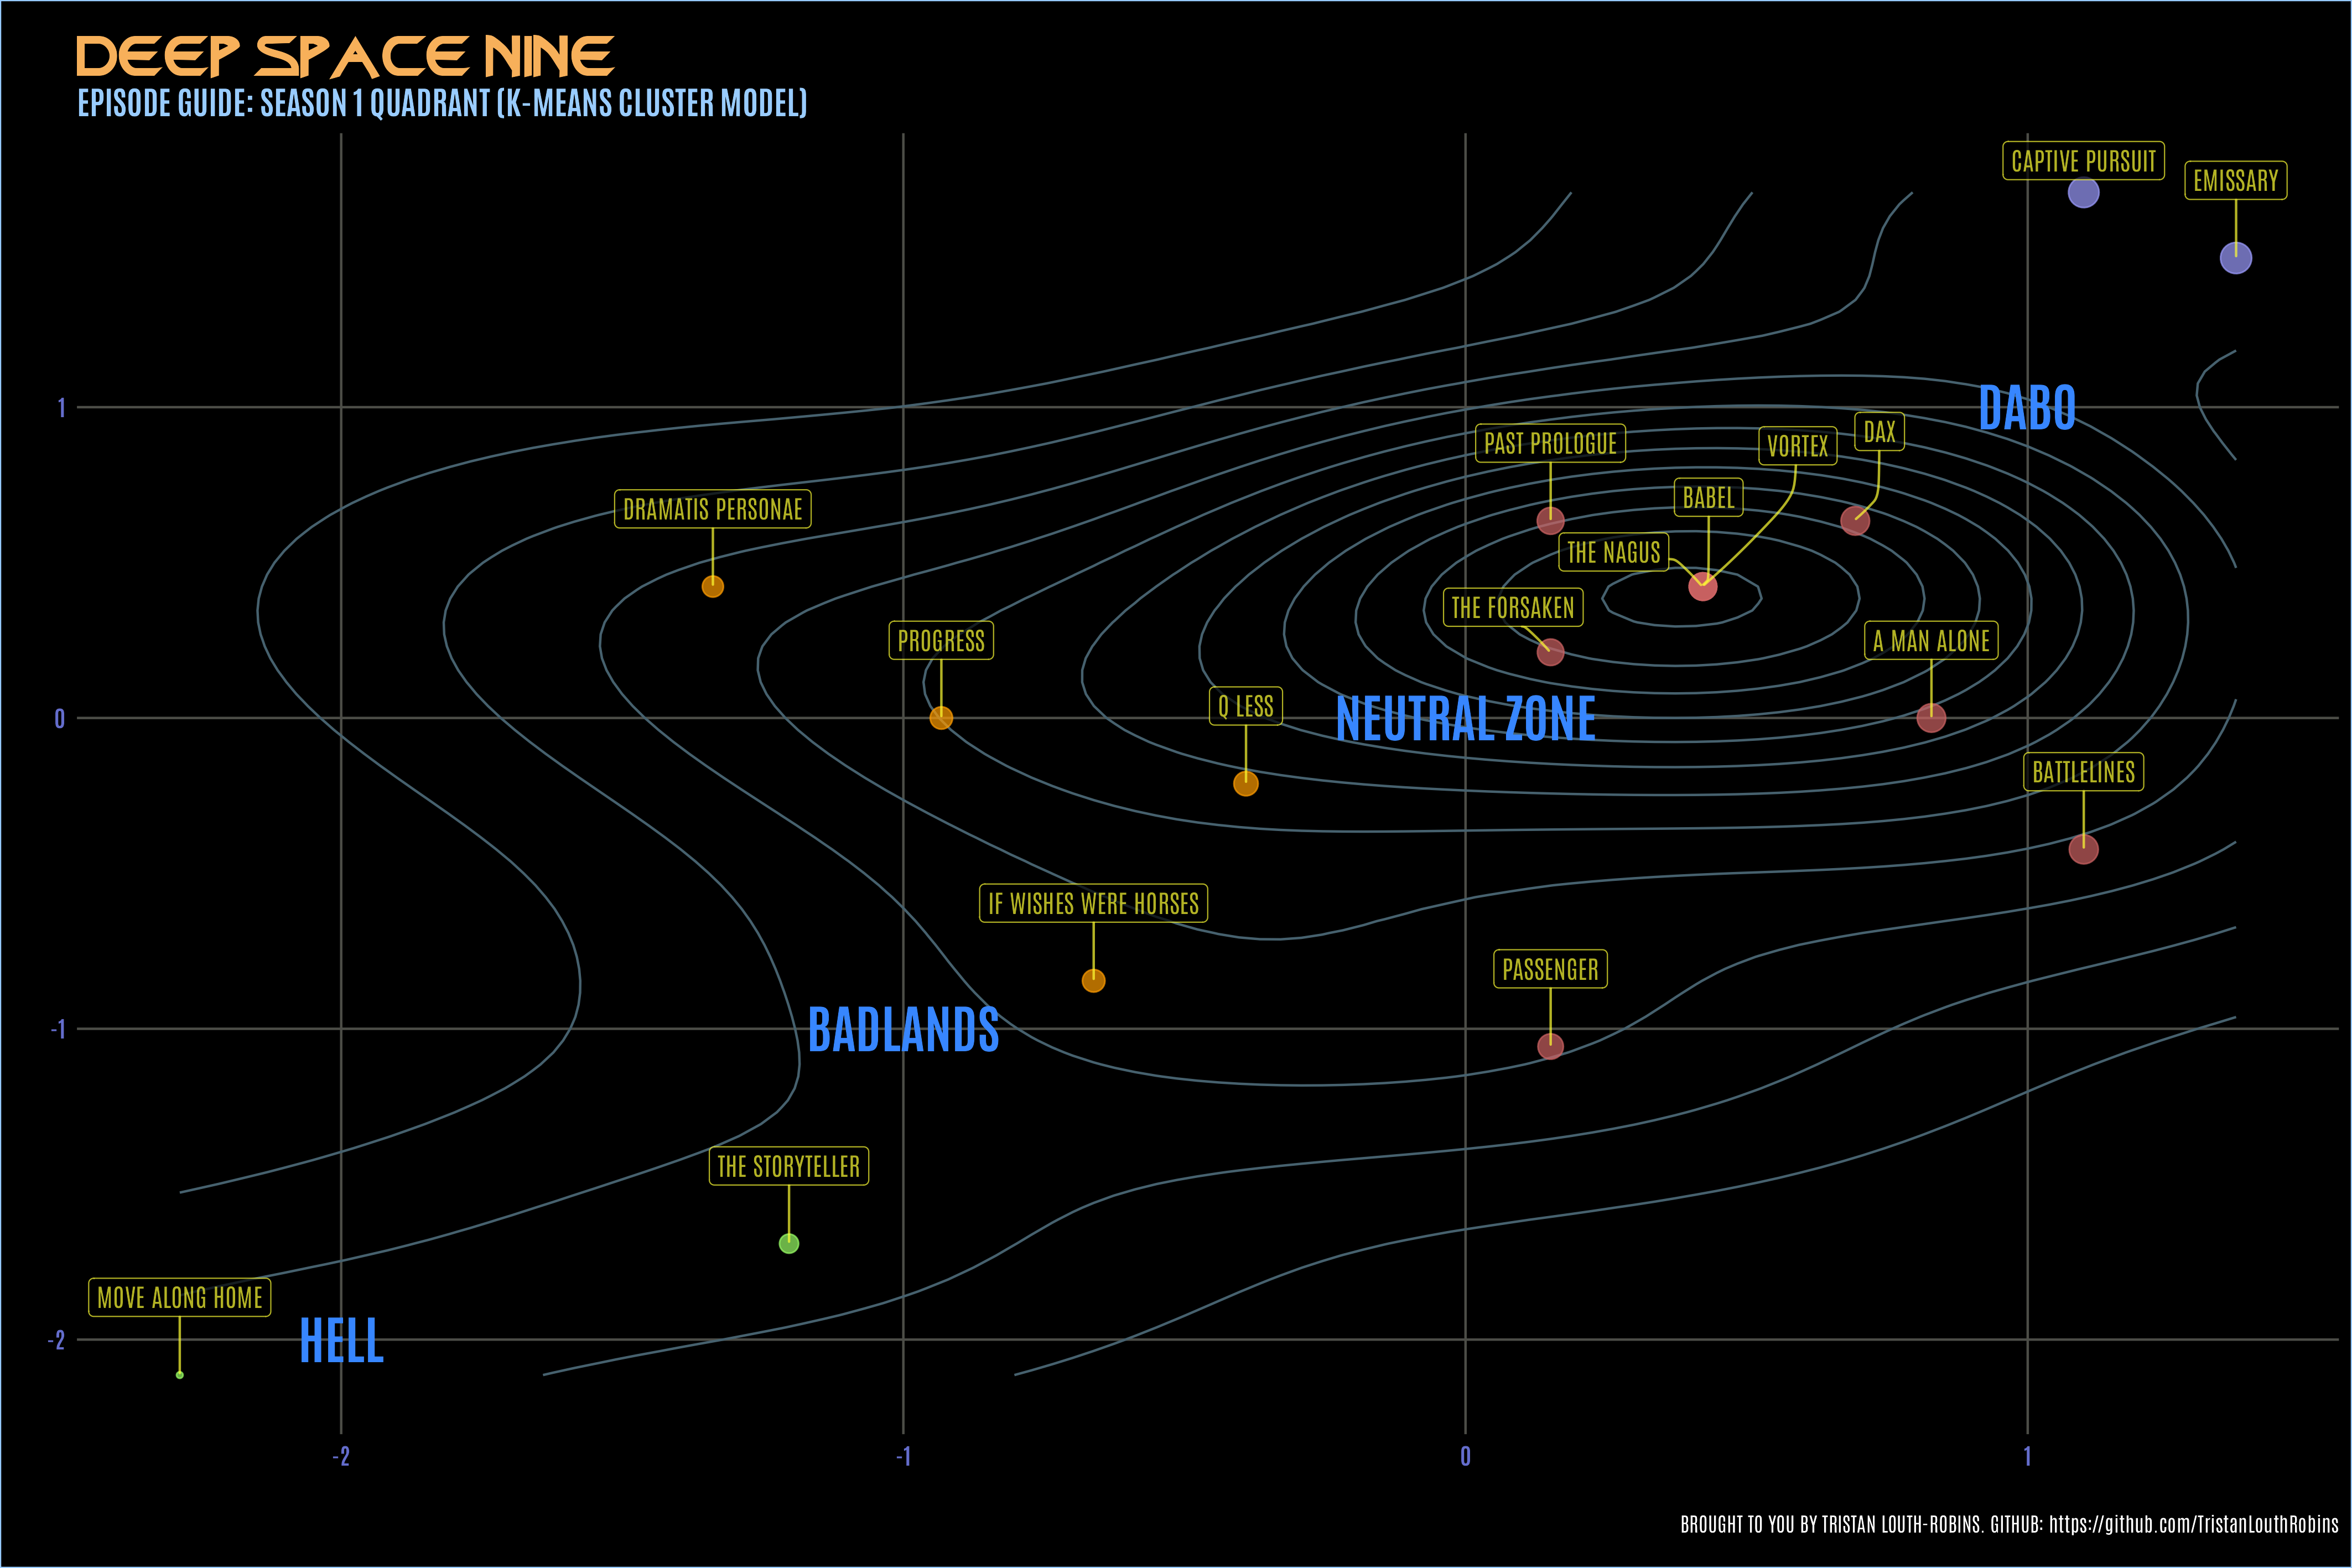 DEEP SPACE NINE
EPISODE GUIDE: SEASON 1 QUADRANT (K-MEANS CLUSTER MODEL)
CAPTIVE PURSUIT
EMISSARY
1
DABO
DAX
PAST PROLOGUE
VORTEX
BABEL
DRAMATIS PERSONAE
THE NAGUS
THE FORSAKEN
PROGRESS
A MAN ALONE
Q LESS
0
NEUTRAL ZONE
BATTLELINES
IF WISHES WERE HORSES
PASSENGER
-1
BADLANDS
THE STORYTELLER
MOVE ALONG HOME
-2
HELL
-2
-1
0
1
BROUGHT TO YOU BY TRISTAN LOUTH-ROBINS. GITHUB: https://github.com/TristanLouthRobins